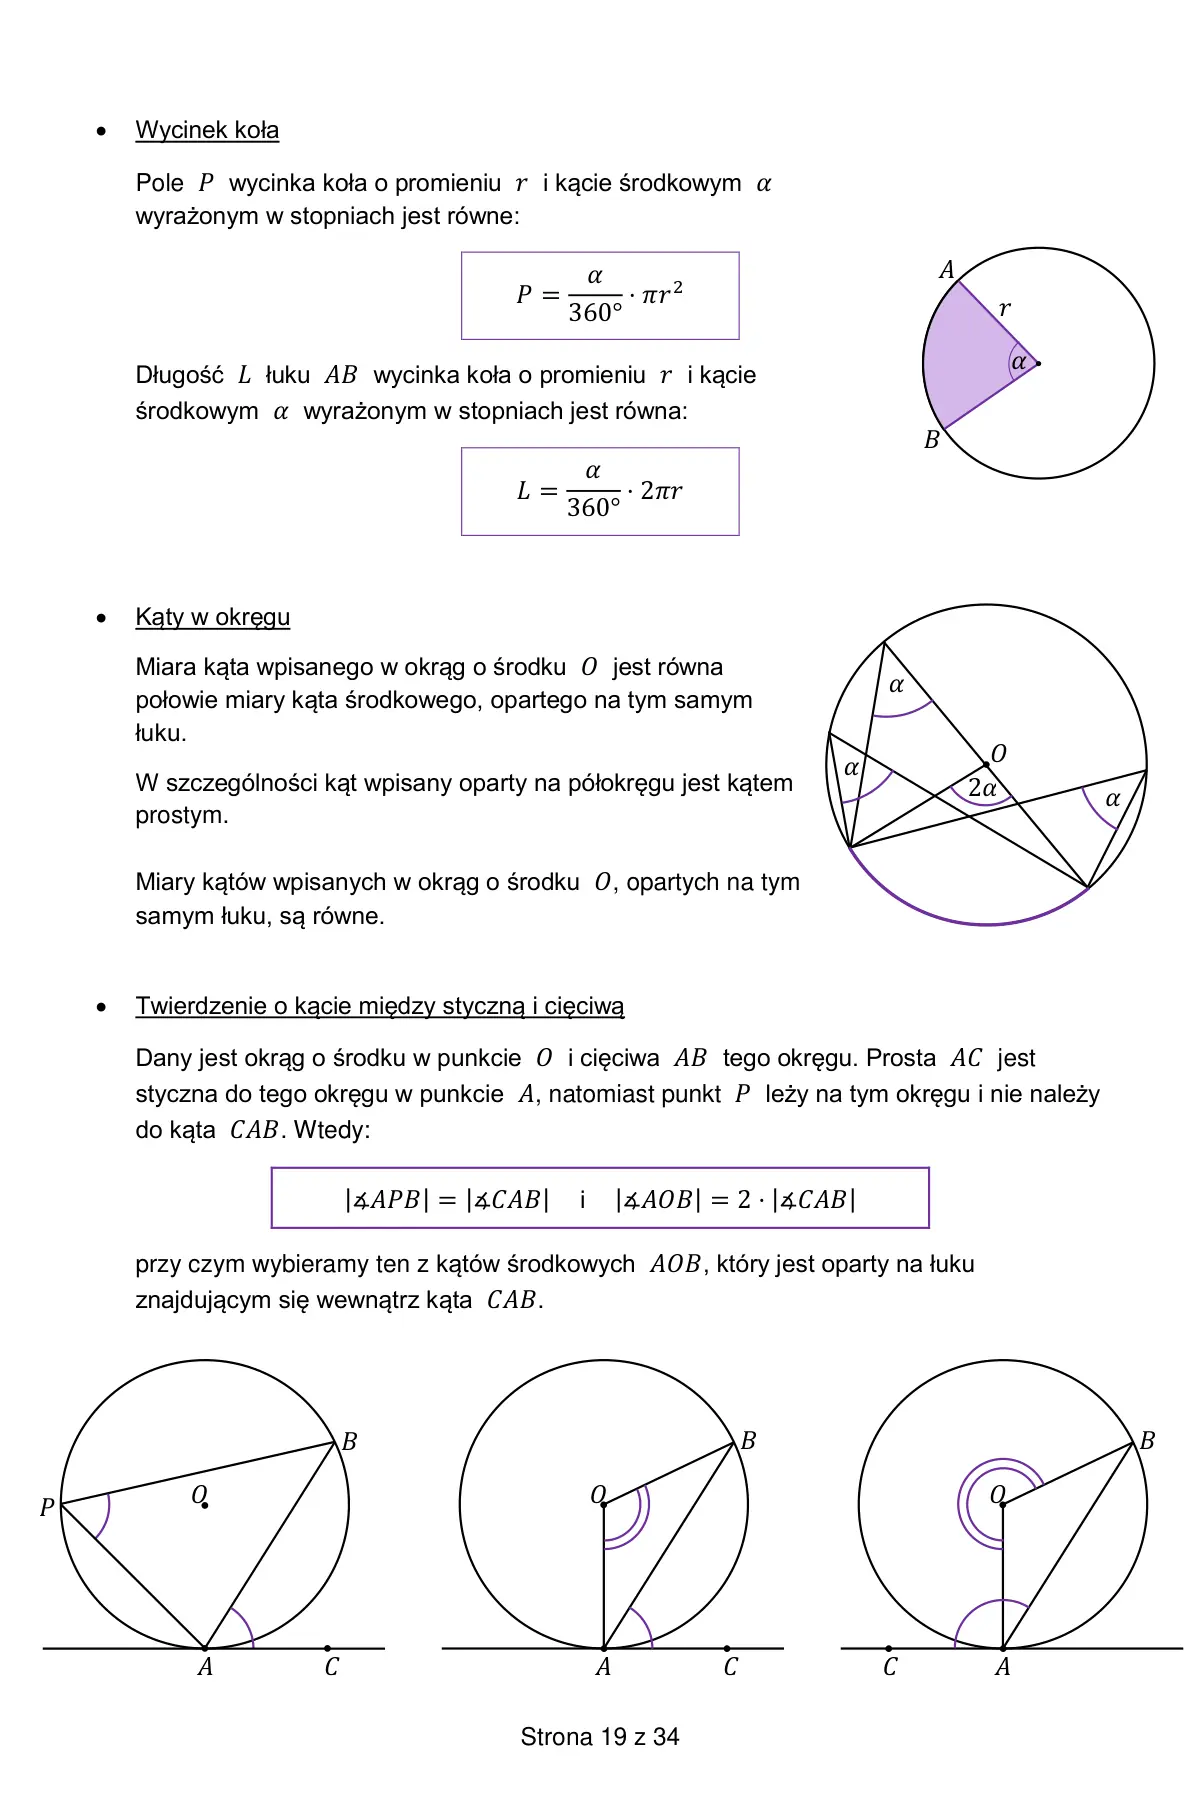 • Wycinek koła
Pole P wycinka koła o promieniu r i kącie środkowym α
wyrażonym w stopniach jest równe:
P = α/360° · πr²
Długość L łuku AB wycinka koła o promieniu r i kącie
środkowym α wyrażonym w stopniach jest równa:
L = α/360° · 2πr
A
r
α
B
• Kąty w okręgu
Miara kąta wpisanego w okrąg o środku O jest równa
połowie miary kąta środkowego, opartego na tym samym
łuku.
W szczególności kąt wpisany oparty na półokręgu jest kątem
prostym.
Miary kątów wpisanych w okrąg o środku O, opartych na tym
samym łuku, są równe.
α
O
α
2α
α
• Twierdzenie o kącie między styczną i cięciwą
Dany jest okrąg o środku w punkcie O i cięciwa AB tego okręgu. Prosta AC jest
styczna do tego okręgu w punkcie A, natomiast punkt P leży na tym okręgu i nie należy
do kąta CAB. Wtedy:
|∡APB| = |∡CAB| i |∡AOB| = 2 · |∡CAB|
przy czym wybieramy ten z kątów środkowych AOB, który jest oparty na łuku
znajdującym się wewnątrz kąta CAB.
B
O
P
A
C
B
O
A
C
B
O
C
A
Strona 19 z 34